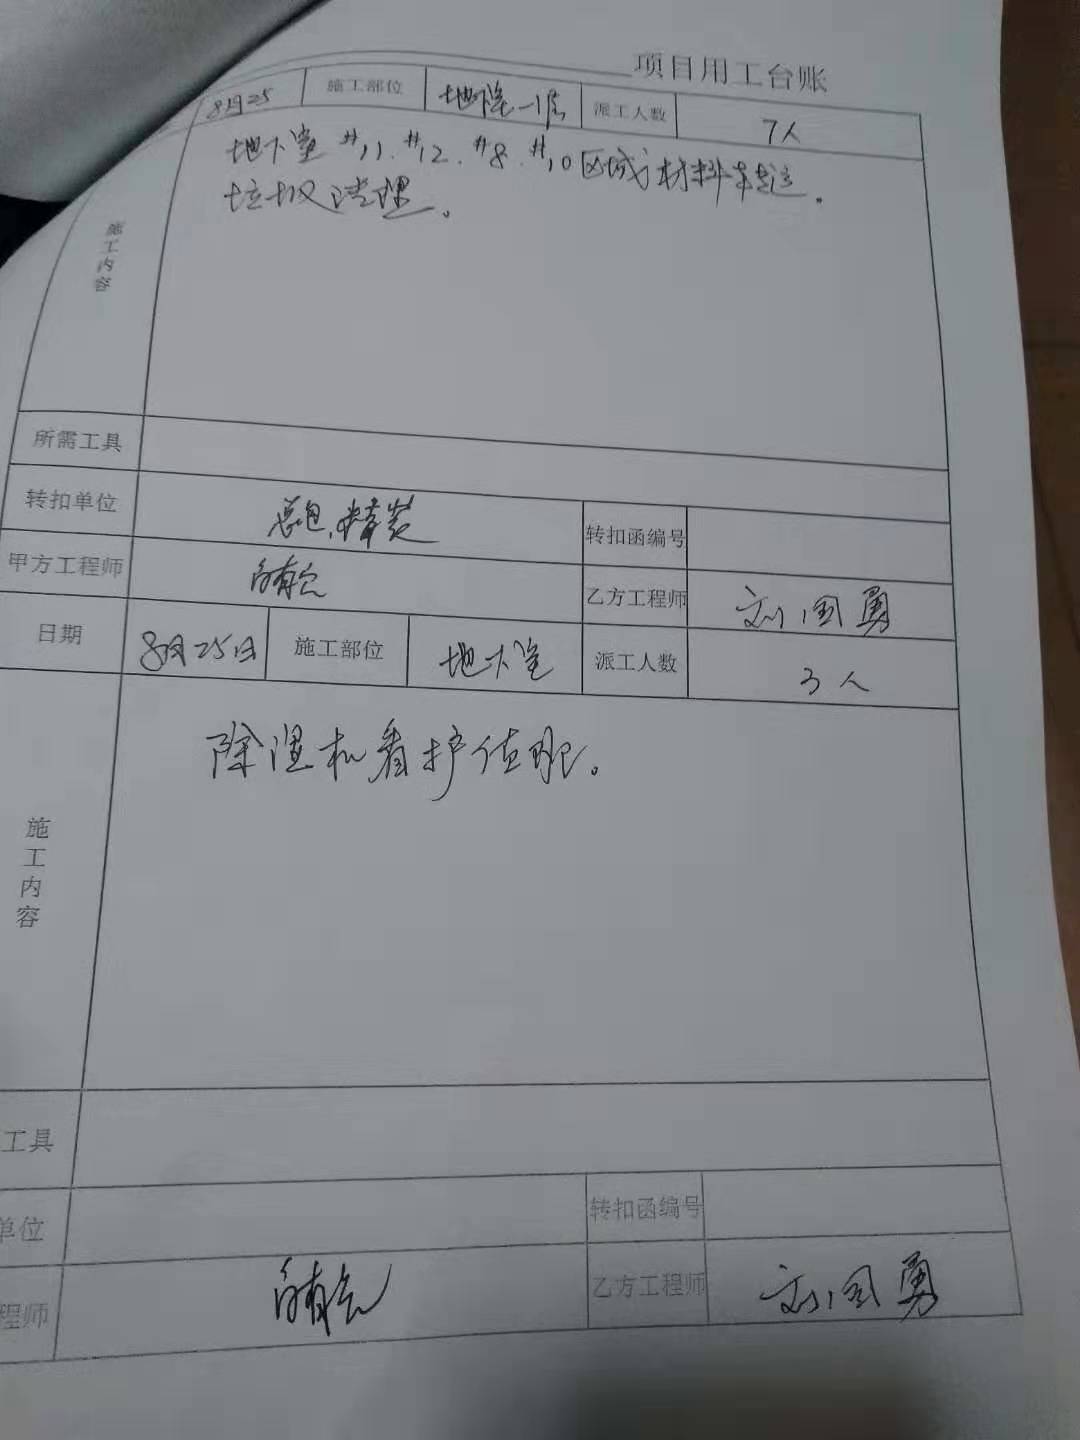 项目用工台账
8月25 施工部位 地下室一层 派工人数 7人
地下室 #11. #12. #8. #10区域材料转运
垃圾清理。
施工内容
所需工具
转扣单位 总包. 精装 转扣函编号
甲方工程师 乙方工程师 刘国勇
日期 8月25日 施工部位 地下室 派工人数 3人
除湿机看护值班。
施工内容
工具
单位 转扣函编号
程师 乙方工程师 刘国勇